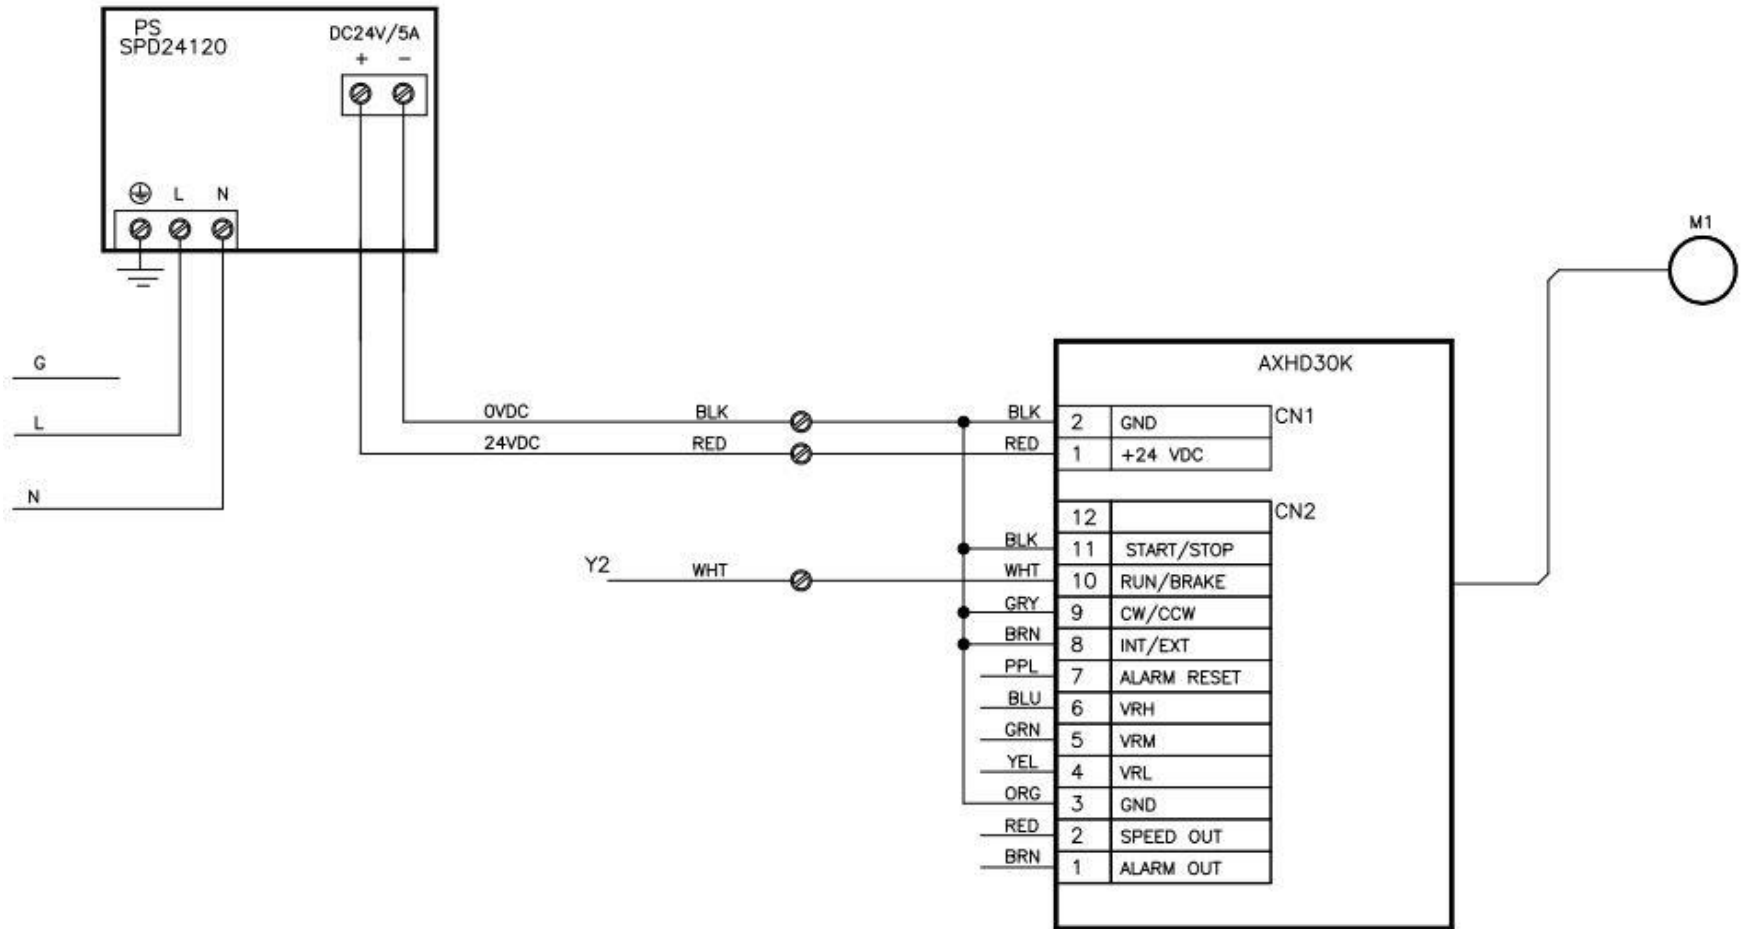 PS
SPD24120
DC24V/5A
+ −
L N
G
L
N
0VDC BLK
24VDC RED
Y2 WHT
M1
AXHD30K
BLK 2 GND CN1
RED 1 +24 VDC
12 CN2
BLK 11 START/STOP
WHT 10 RUN/BRAKE
GRY 9 CW/CCW
BRN 8 INT/EXT
PPL 7 ALARM RESET
BLU 6 VRH
GRN 5 VRM
YEL 4 VRL
ORG 3 GND
RED 2 SPEED OUT
BRN 1 ALARM OUT